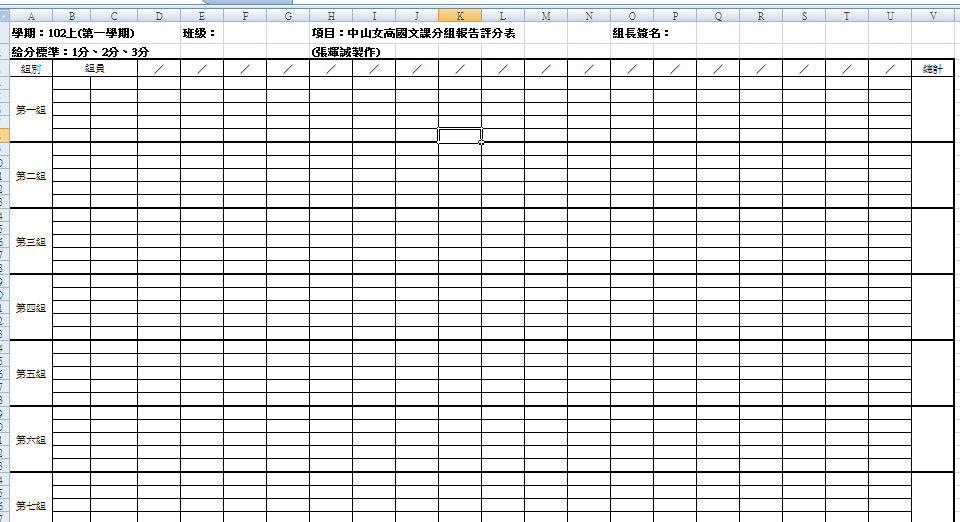 A B C D E F G H I J K L M N O P Q R S T U V
學期：102上(第一學期) 班級： 項目：中山女高國文課分組報告評分表 組長簽名：
給分標準：1分、2分、3分 (張輝誠製作)
組別 組員 / / / / / / / / / / / / / / / / / / 總計
第一組
第二組
第三組
第四組
第五組
第六組
第七組